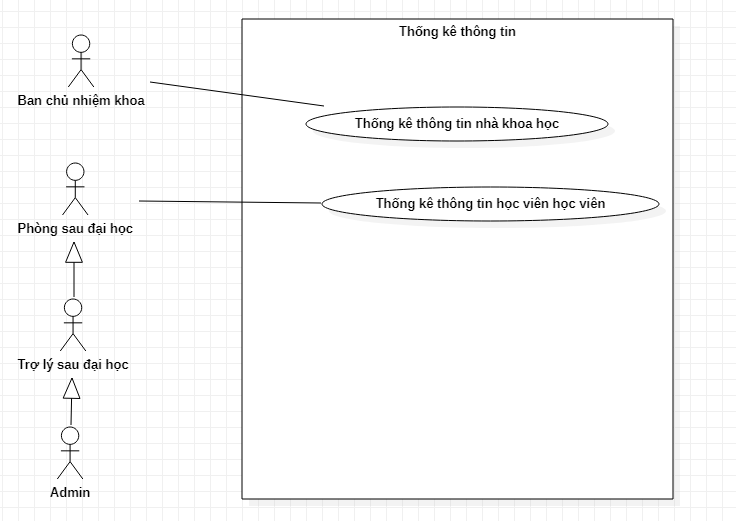 Thống kê thông tin
Ban chủ nhiệm khoa
Thống kê thông tin nhà khoa học
Thống kê thông tin học viên học viên
Phòng sau đại học
Trợ lý sau đại học
Admin